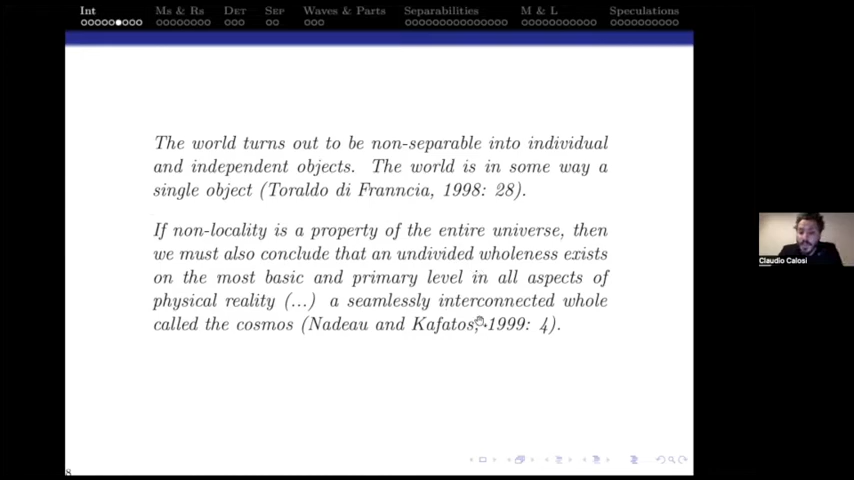 Int Ms & Rs Det Sep Waves & Parts Separabilities M & L Speculations
The world turns out to be non-separable into individual
and independent objects. The world is in some way a
single object (Toraldo di Franncia, 1998: 28).
If non-locality is a property of the entire universe, then
we must also conclude that an undivided wholeness exists
on the most basic and primary level in all aspects of
physical reality (...) a seamlessly interconnected whole
called the cosmos (Nadeau and Kafatos, 1999: 4).
Claudio Calosi
8